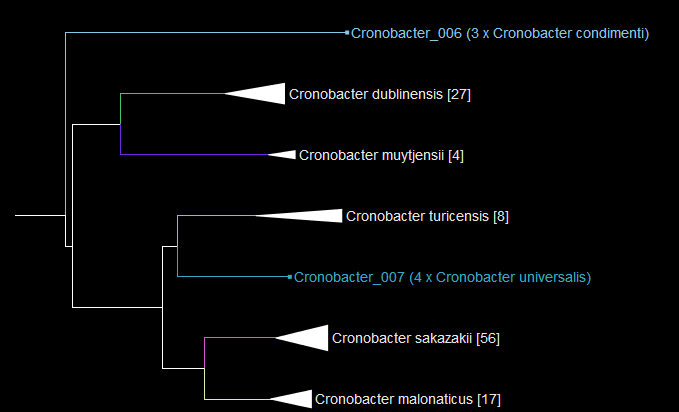 Cronobacter_006 (3 x Cronobacter condimenti)
Cronobacter dublinensis [27]
Cronobacter muytjensii [4]
Cronobacter turicensis [8]
Cronobacter_007 (4 x Cronobacter universalis)
Cronobacter sakazakii [56]
Cronobacter malonaticus [17]